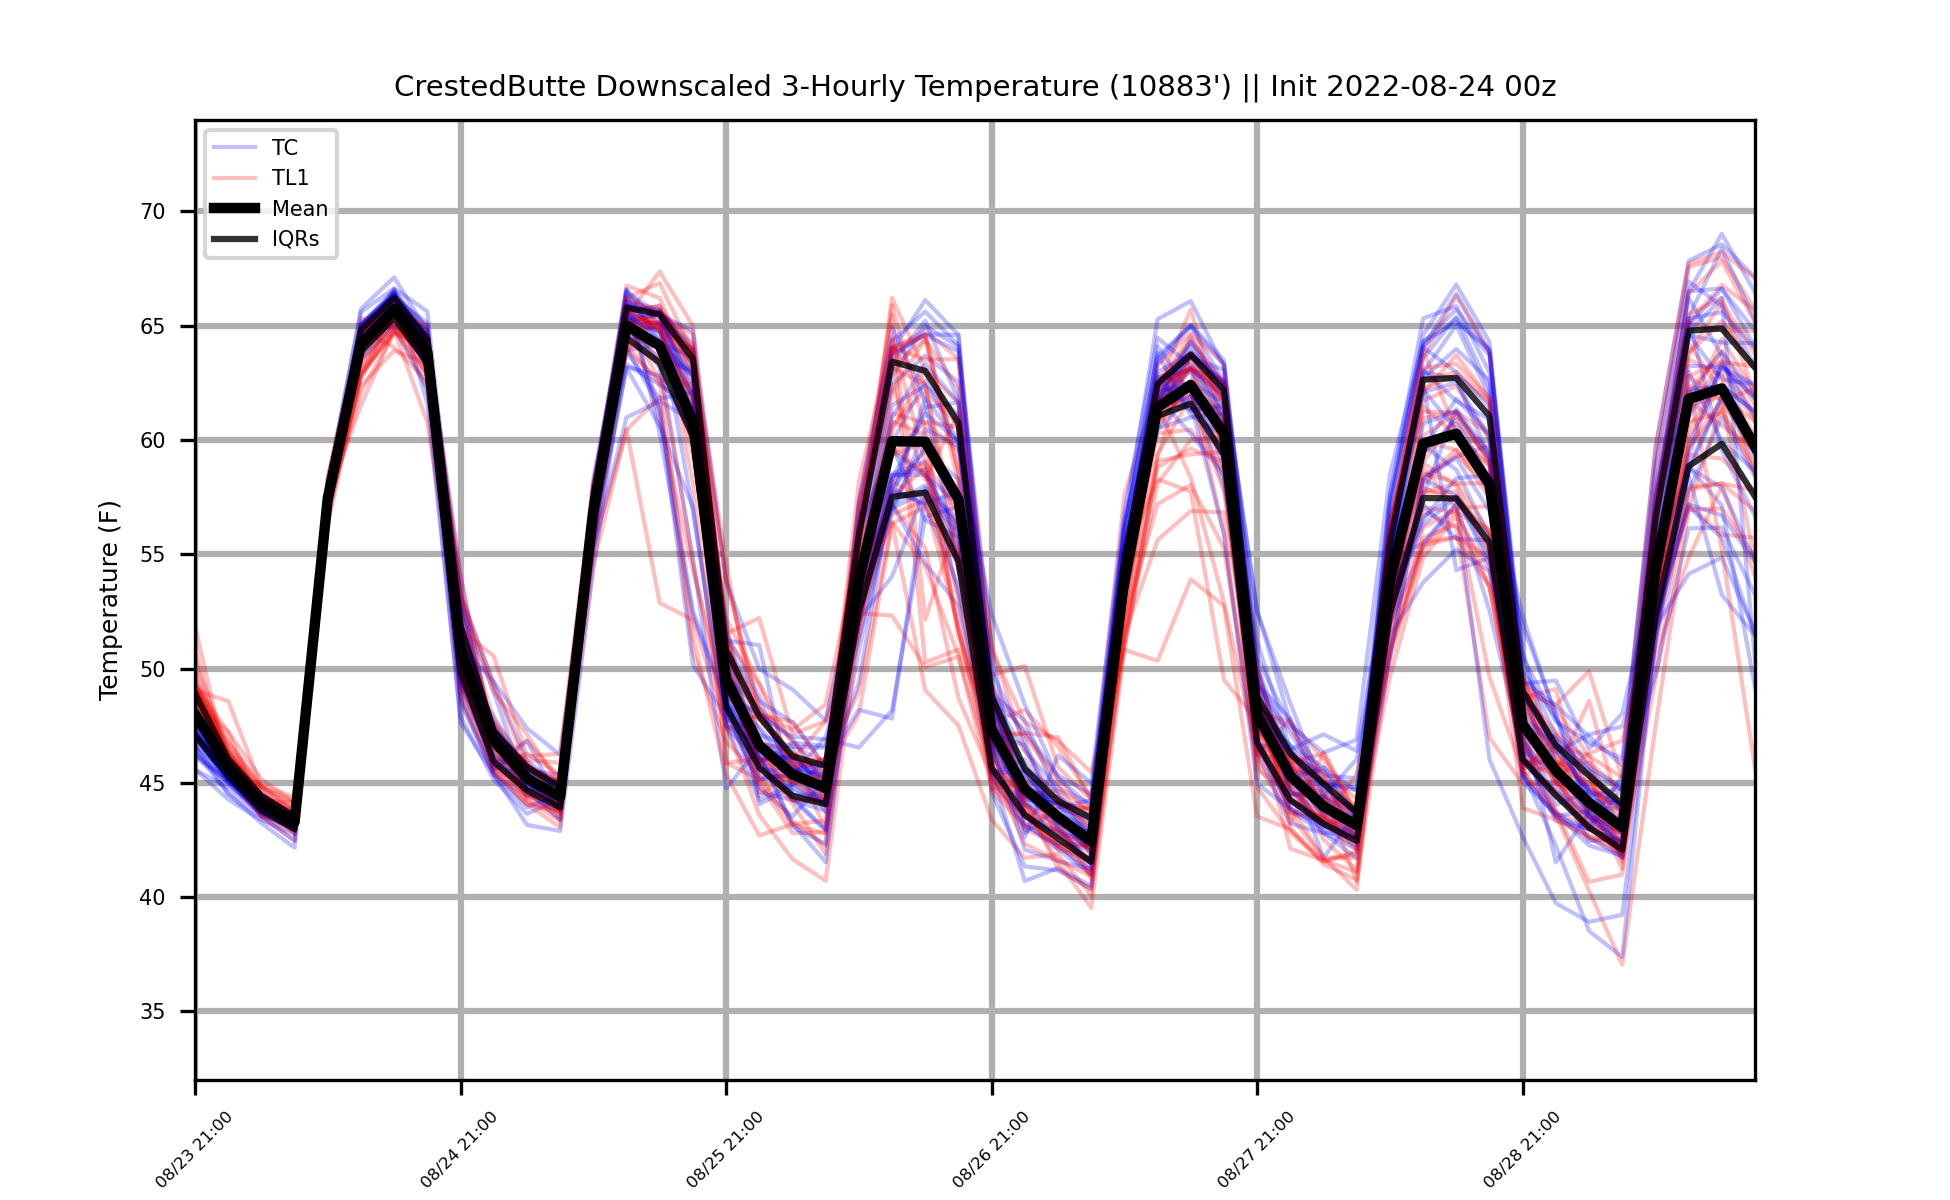 CrestedButte Downscaled 3-Hourly Temperature (10883') || Init 2022-08-24 00z
TC
TL1
Mean
IQRs
Temperature (F)
70
65
60
55
50
45
40
35
08/23 21:00
08/24 21:00
08/25 21:00
08/26 21:00
08/27 21:00
08/28 21:00